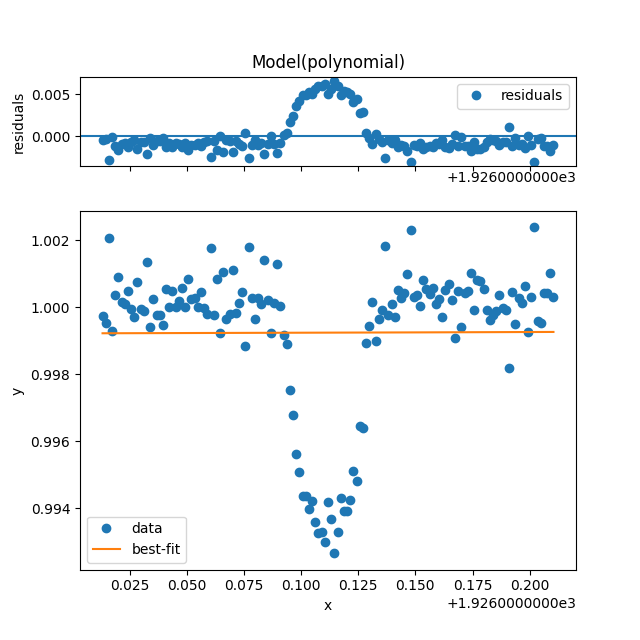 Model(polynomial)
residuals
0.005
0.000
residuals
+1.9260000000e3
y
1.002
1.000
0.998
0.996
0.994
data
best-fit
0.025 0.050 0.075 0.100 0.125 0.150 0.175 0.200
x
+1.9260000000e3